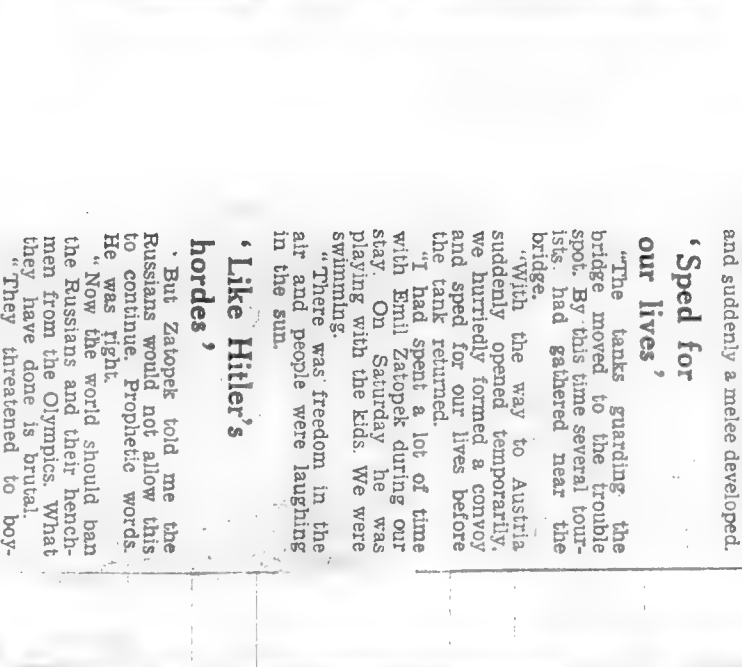 and suddenly a melee developed.
‘Sped for
our lives’
“The tanks guarding the
bridge moved to the trouble
spot. By this time several tour-
ists had gathered near the
bridge.
“With the way to Austria
suddenly opened temporarily,
we hurriedly formed a convoy
and sped for our lives before
the tank returned.
“I had spent a lot of time
with Emil Zatopek during our
stay. On Saturday he was
playing with the kids. We were
swimming.
“There was freedom in the
air and people were laughing
in the sun.
‘Like Hitler’s
hordes’
‘But Zatopek told me the
Russians would not allow this
to continue. Prophetic words.
He was right.
“Now the world should ban
the Russians and their hench-
men from the Olympics. What
they have done is brutal.
“They threatened to boy-